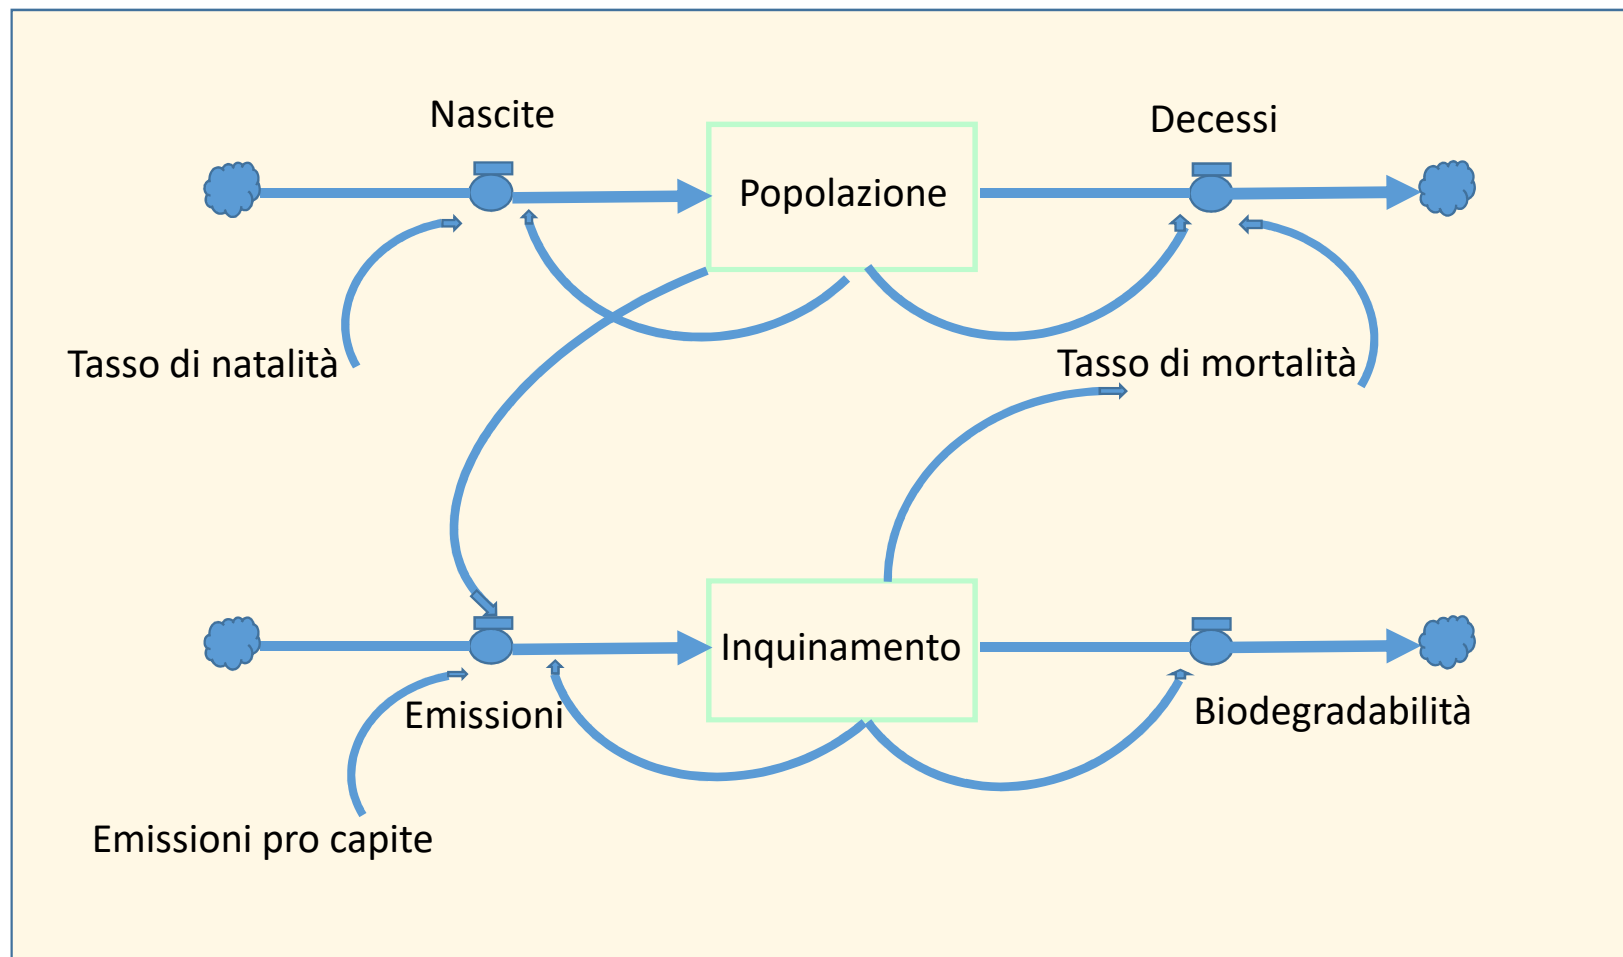 Nascite
Decessi
Popolazione
Tasso di natalità
Tasso di mortalità
Inquinamento
Emissioni
Biodegradabilità
Emissioni pro capite